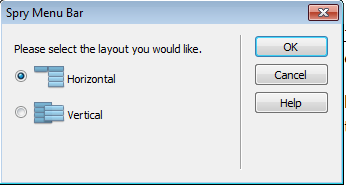 Spry Menu Bar
Please select the layout you would like.
Horizontal
Vertical
OK
Cancel
Help